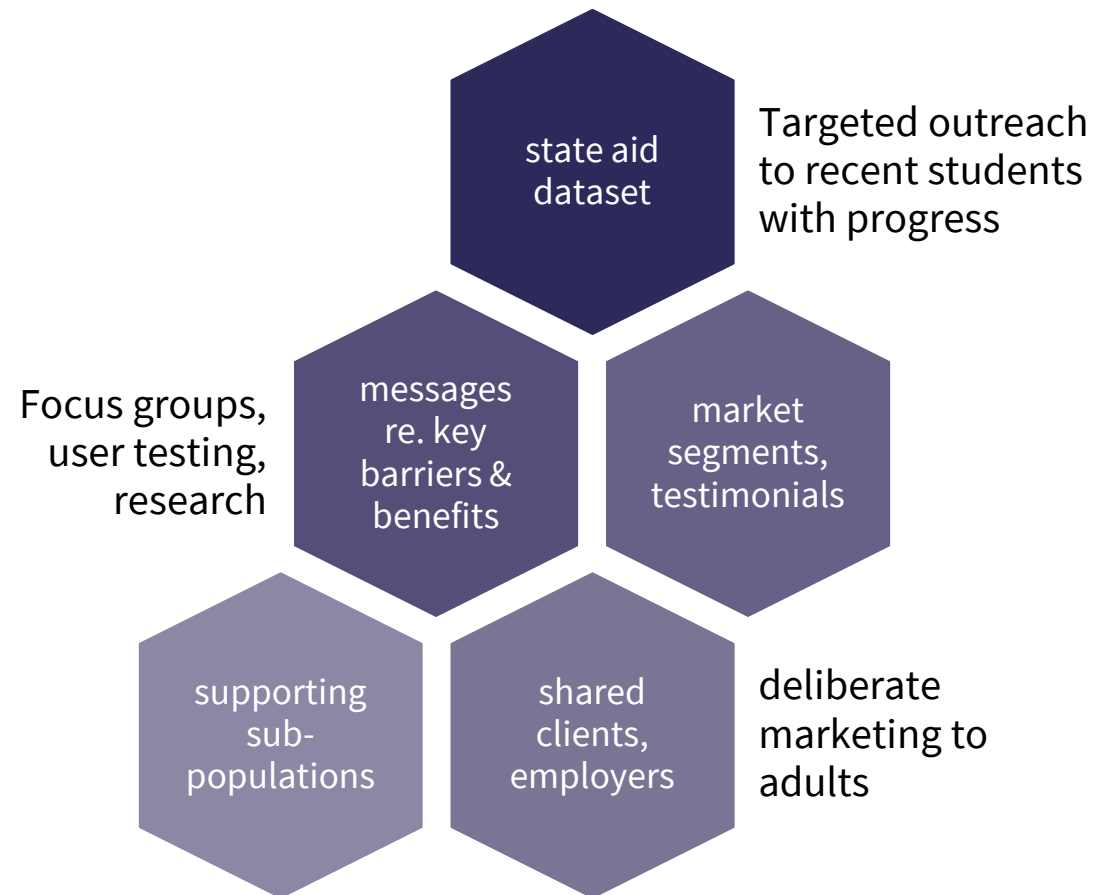 state aid
dataset
Targeted outreach
to recent students
with progress
Focus groups,
user testing,
research
messages
re. key
barriers &
benefits
market
segments,
testimonials
supporting
sub-
populations
shared
clients,
employers
deliberate
marketing to
adults